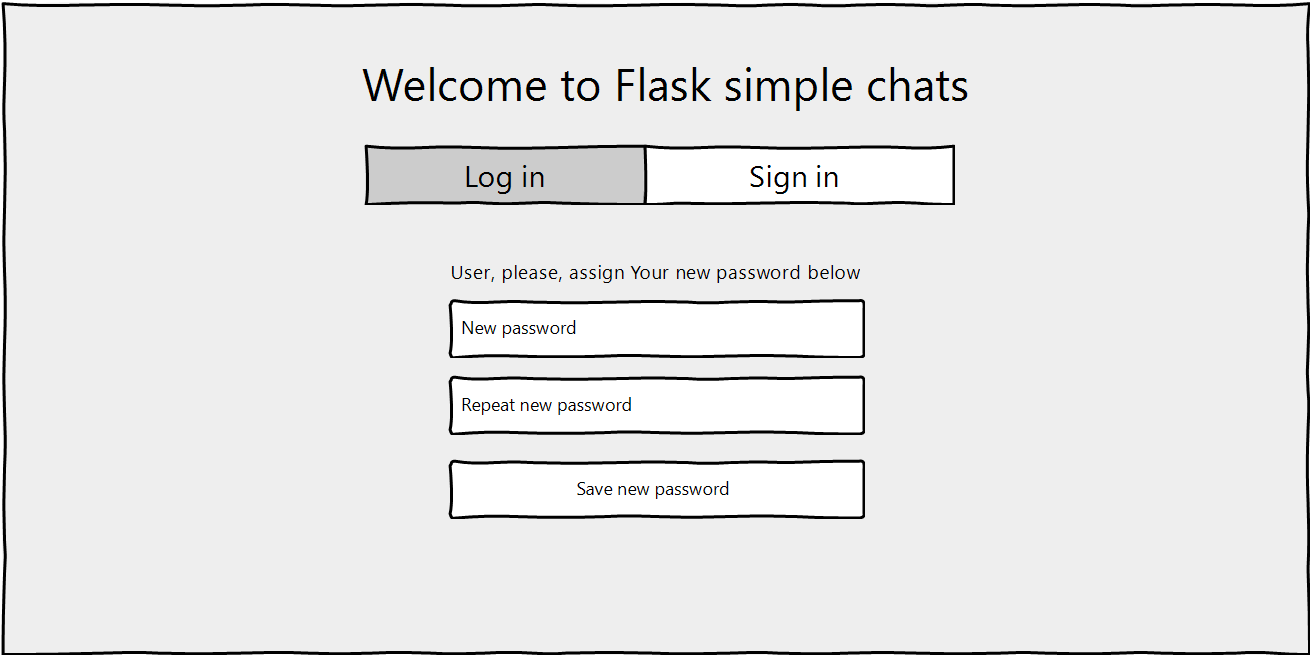 Welcome to Flask simple chats
Log in
Sign in
User, please, assign Your new password below
New password
Repeat new password
Save new password